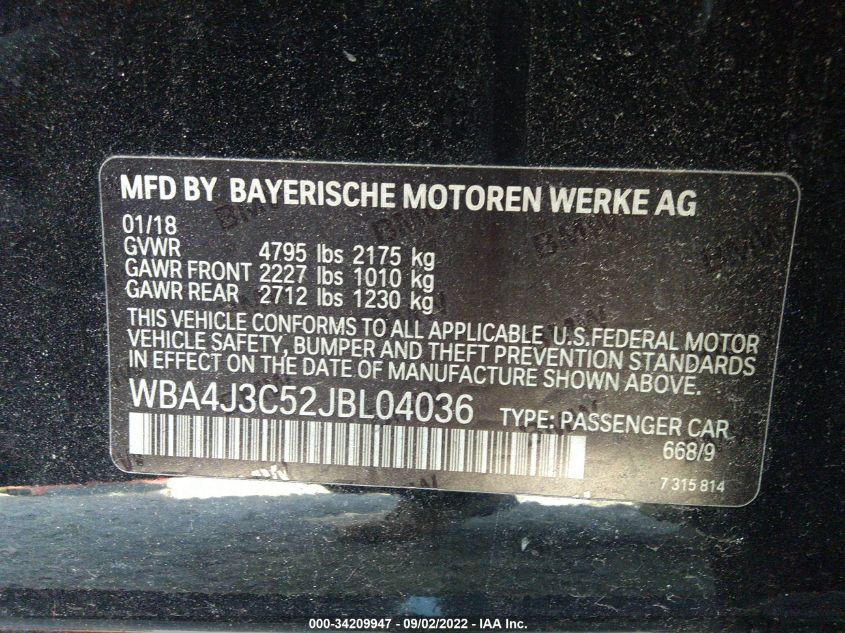 MFD BY BAYERISCHE MOTOREN WERKE AG
01/18
GVWR 4795 lbs 2175 kg
GAWR FRONT 2227 lbs 1010 kg
GAWR REAR 2712 lbs 1230 kg
THIS VEHICLE CONFORMS TO ALL APPLICABLE U.S.FEDERAL MOTOR
VEHICLE SAFETY, BUMPER AND THEFT PREVENTION STANDARDS
IN EFFECT ON THE DATE OF MANUFACTURE SHOWN ABOVE.
WBA4J3C52JBL04036 TYPE: PASSENGER CAR
668/9
7 315 814
000-34209947 - 09/02/2022 - IAA Inc.